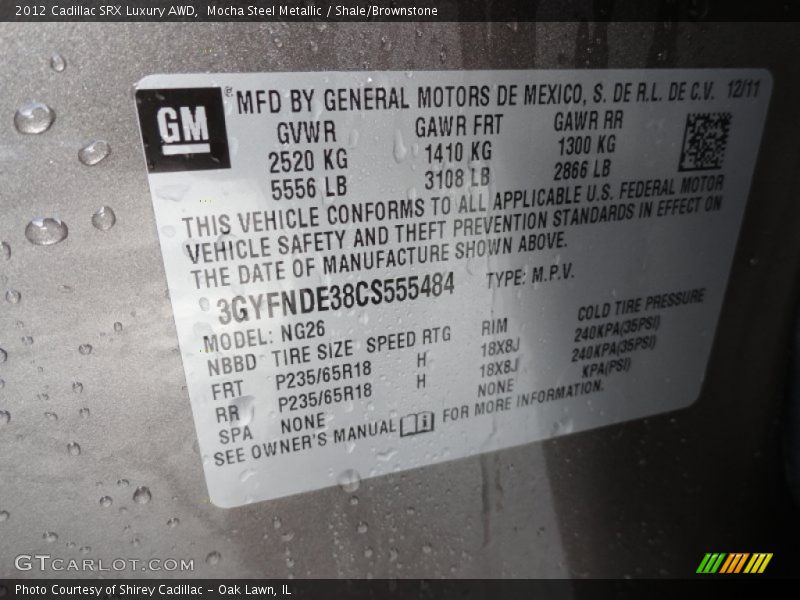 2012 Cadillac SRX Luxury AWD,  Mocha Steel Metallic / Shale/Brownstone
GM ® MFD BY GENERAL MOTORS DE MEXICO, S. DE R.L. DE C.V. 12/11
GVWR GAWR FRT GAWR RR
2520 KG 1410 KG 1300 KG
5556 LB 3108 LB 2866 LB
THIS VEHICLE CONFORMS TO ALL APPLICABLE U.S. FEDERAL MOTOR
VEHICLE SAFETY AND THEFT PREVENTION STANDARDS IN EFFECT ON
THE DATE OF MANUFACTURE SHOWN ABOVE.
3GYFNDE38CS555484 TYPE: M.P.V.
MODEL: NG26
NBBD TIRE SIZE SPEED RTG RIM COLD TIRE PRESSURE
FRT P235/65R18 H 18X8J 240KPA(35PSI)
RR P235/65R18 H 18X8J 240KPA(35PSI)
SPA NONE NONE KPA(PSI)
SEE OWNER'S MANUAL FOR MORE INFORMATION.
GTCARLOT.COM
Photo Courtesy of Shirey Cadillac - Oak Lawn, IL